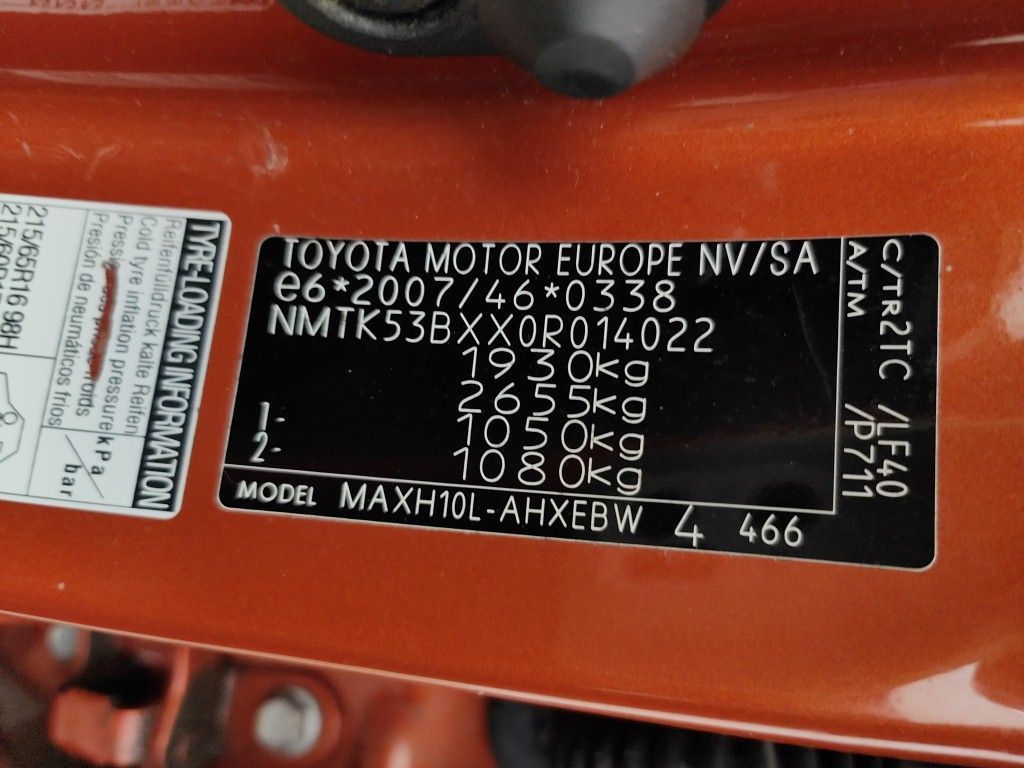 TYRE-LOADING INFORMATION
Reifenfülldruck kalte Reifen
Cold tyre inflation pressure
Presión de neumáticos fríos
kPa/
bar
215/65R16 98H
TOYOTA MOTOR EUROPE NV/SA
e6*2007/46*0338
NMTK53BXX0R014022
1930kg
2655kg
1- 1050kg
2- 1080kg
MODEL MAXH10L-AHXEBW 4 466
C/TR2TC /LF40
A/TM /P711